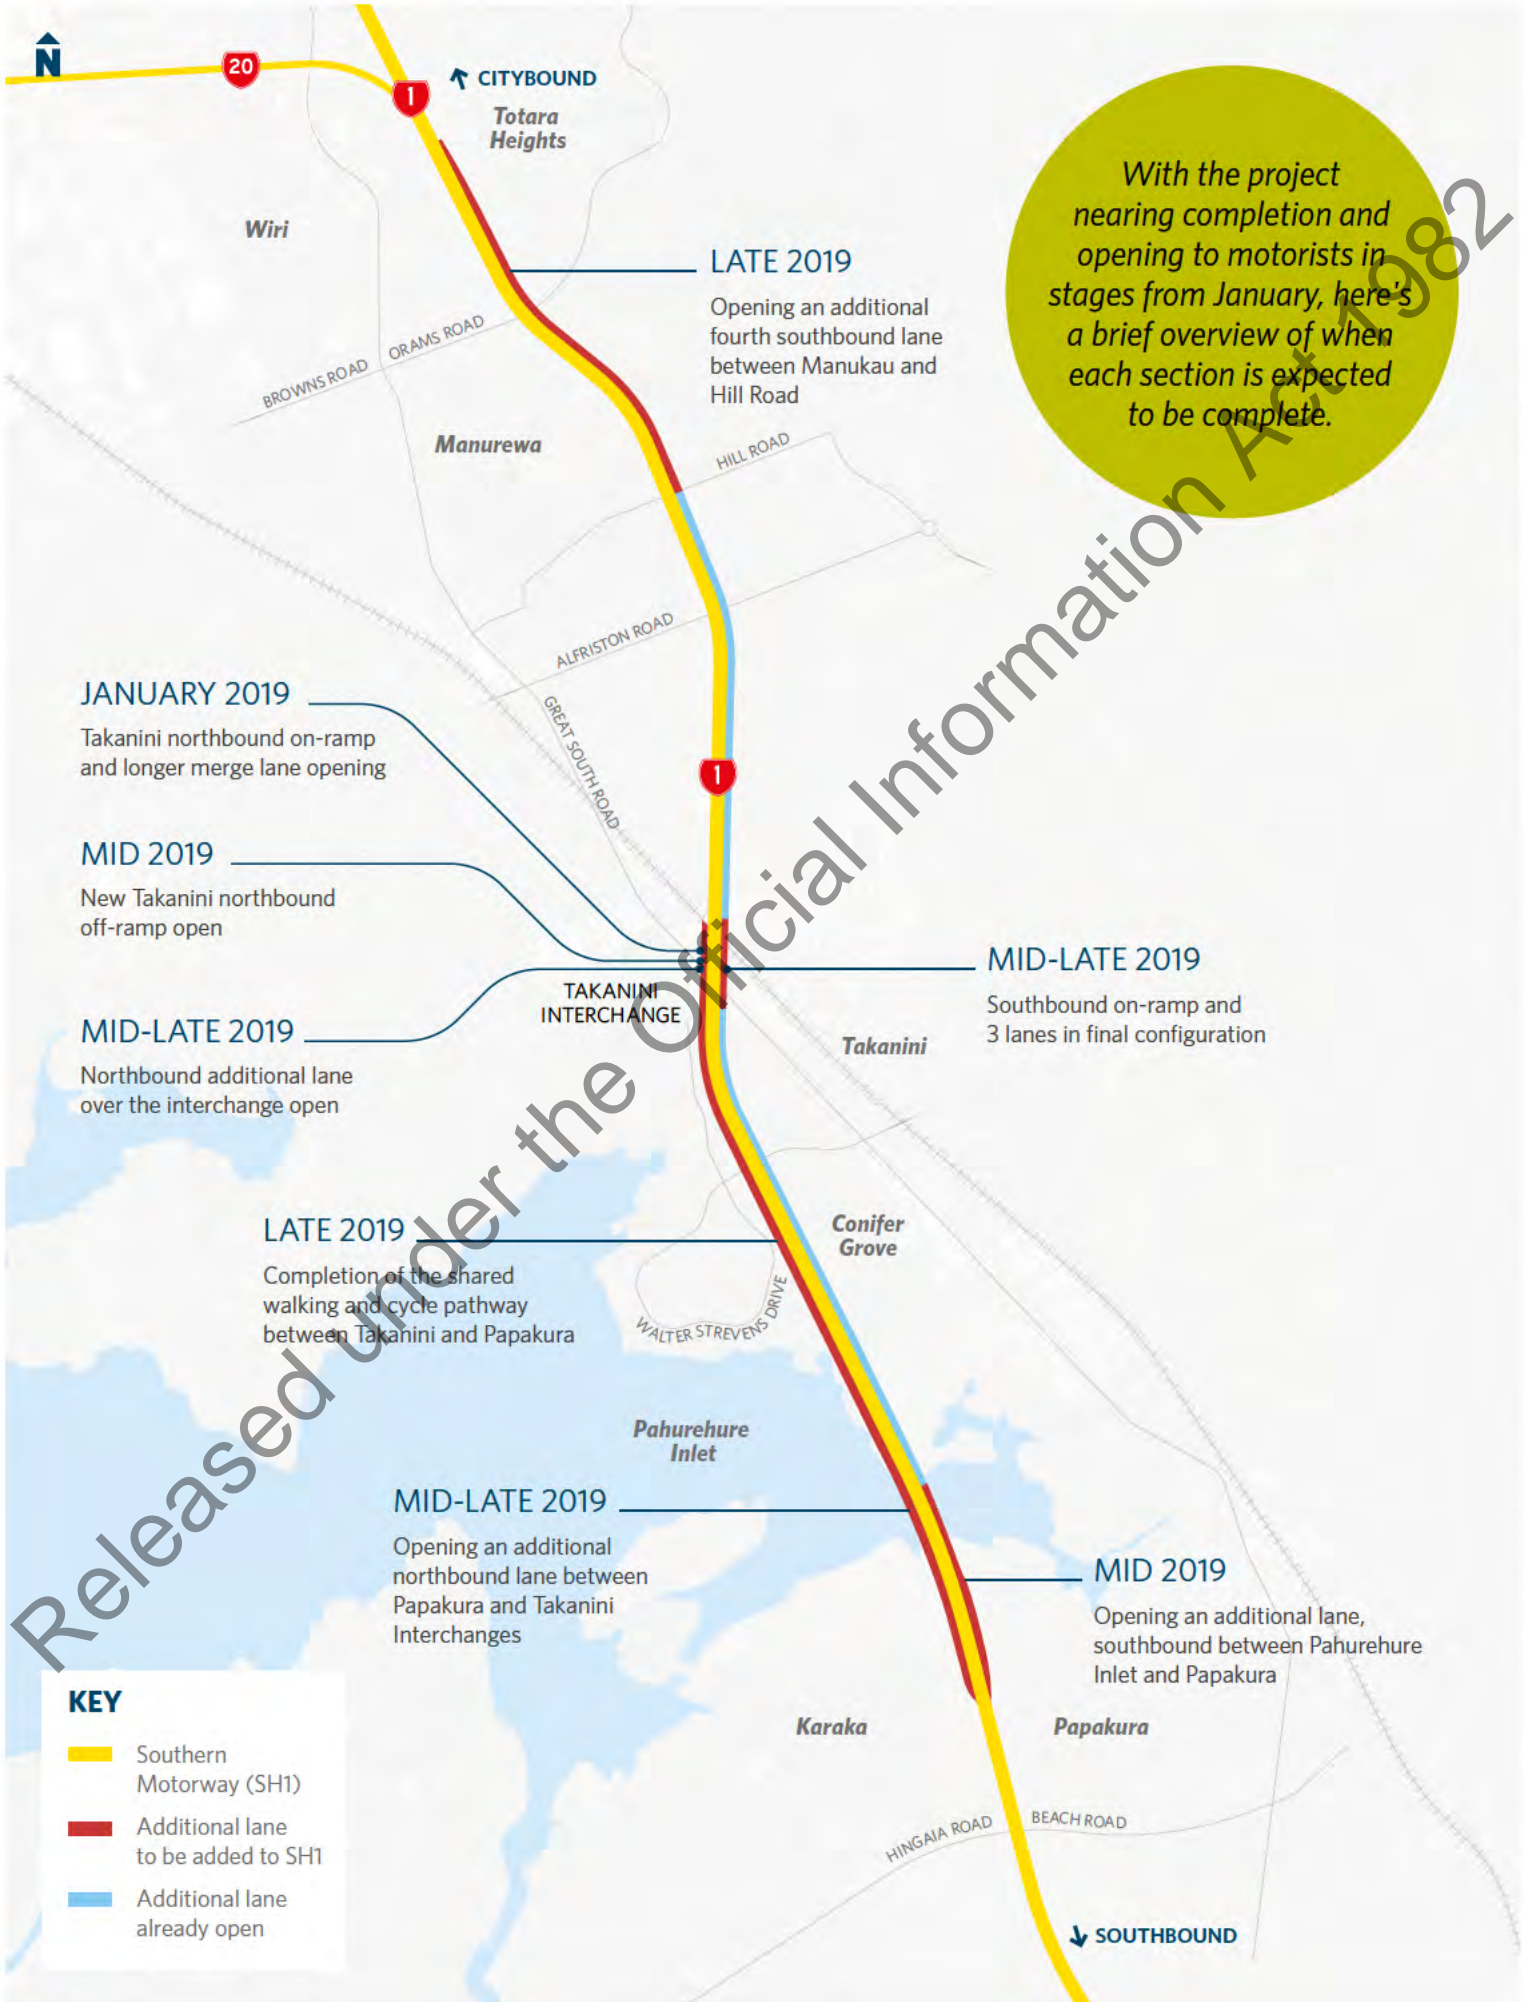 N
20
1
CITYBOUND
Totara
Heights
With the project
nearing completion and
opening to motorists in
stages from January, here's
a brief overview of when
each section is expected
to be complete.
Wiri
LATE 2019
Opening an additional
fourth southbound lane
between Manukau and
Hill Road
BROWNS ROAD
ORAMS ROAD
Manurewa
HILL ROAD
ALFRISTON ROAD
GREAT SOUTH ROAD
JANUARY 2019
Takanini northbound on-ramp
and longer merge lane opening
1
MID 2019
New Takanini northbound
off-ramp open
TAKANINI
INTERCHANGE
MID-LATE 2019
Southbound on-ramp and
3 lanes in final configuration
MID-LATE 2019
Northbound additional lane
over the interchange open
Takanini
LATE 2019
Completion of the shared
walking and cycle pathway
between Takanini and Papakura
Conifer
Grove
WALTER STREVENS DRIVE
Pahurehure
Inlet
MID-LATE 2019
Opening an additional
northbound lane between
Papakura and Takanini
Interchanges
MID 2019
Opening an additional lane,
southbound between Pahurehure
Inlet and Papakura
Karaka
Papakura
HINGAIA ROAD
BEACH ROAD
SOUTHBOUND
KEY
Southern
Motorway (SH1)
Additional lane
to be added to SH1
Additional lane
already open
Released under the Official Information Act 1982